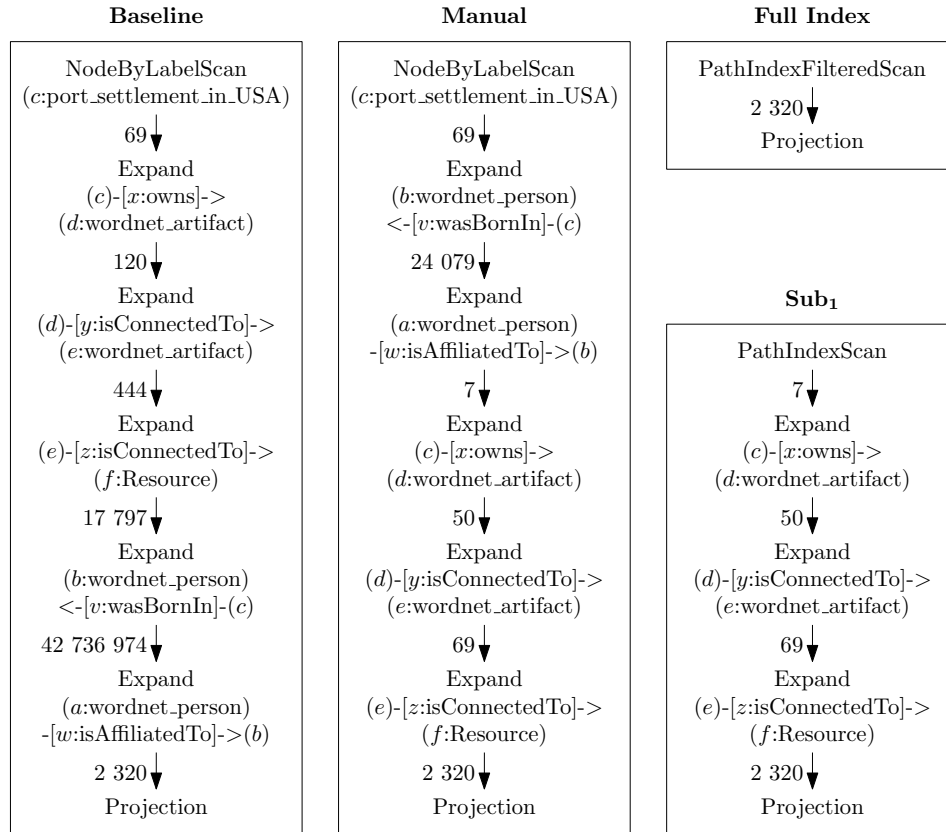 Baseline
NodeByLabelScan
(c:port_settlement_in_USA)
69
Expand
(c)-[x:owns]->
(d:wordnet_artifact)
120
Expand
(d)-[y:isConnectedTo]->
(e:wordnet_artifact)
444
Expand
(e)-[z:isConnectedTo]->
(f:Resource)
17 797
Expand
(b:wordnet_person)
<-[v:wasBornIn]-(c)
42 736 974
Expand
(a:wordnet_person)
-[w:isAffiliatedTo]->(b)
2 320
Projection
Manual
NodeByLabelScan
(c:port_settlement_in_USA)
69
Expand
(b:wordnet_person)
<-[v:wasBornIn]-(c)
24 079
Expand
(a:wordnet_person)
-[w:isAffiliatedTo]->(b)
7
Expand
(c)-[x:owns]->
(d:wordnet_artifact)
50
Expand
(d)-[y:isConnectedTo]->
(e:wordnet_artifact)
69
Expand
(e)-[z:isConnectedTo]->
(f:Resource)
2 320
Projection
Full Index
PathIndexFilteredScan
2 320
Projection
Sub₁
PathIndexScan
7
Expand
(c)-[x:owns]->
(d:wordnet_artifact)
50
Expand
(d)-[y:isConnectedTo]->
(e:wordnet_artifact)
69
Expand
(e)-[z:isConnectedTo]->
(f:Resource)
2 320
Projection